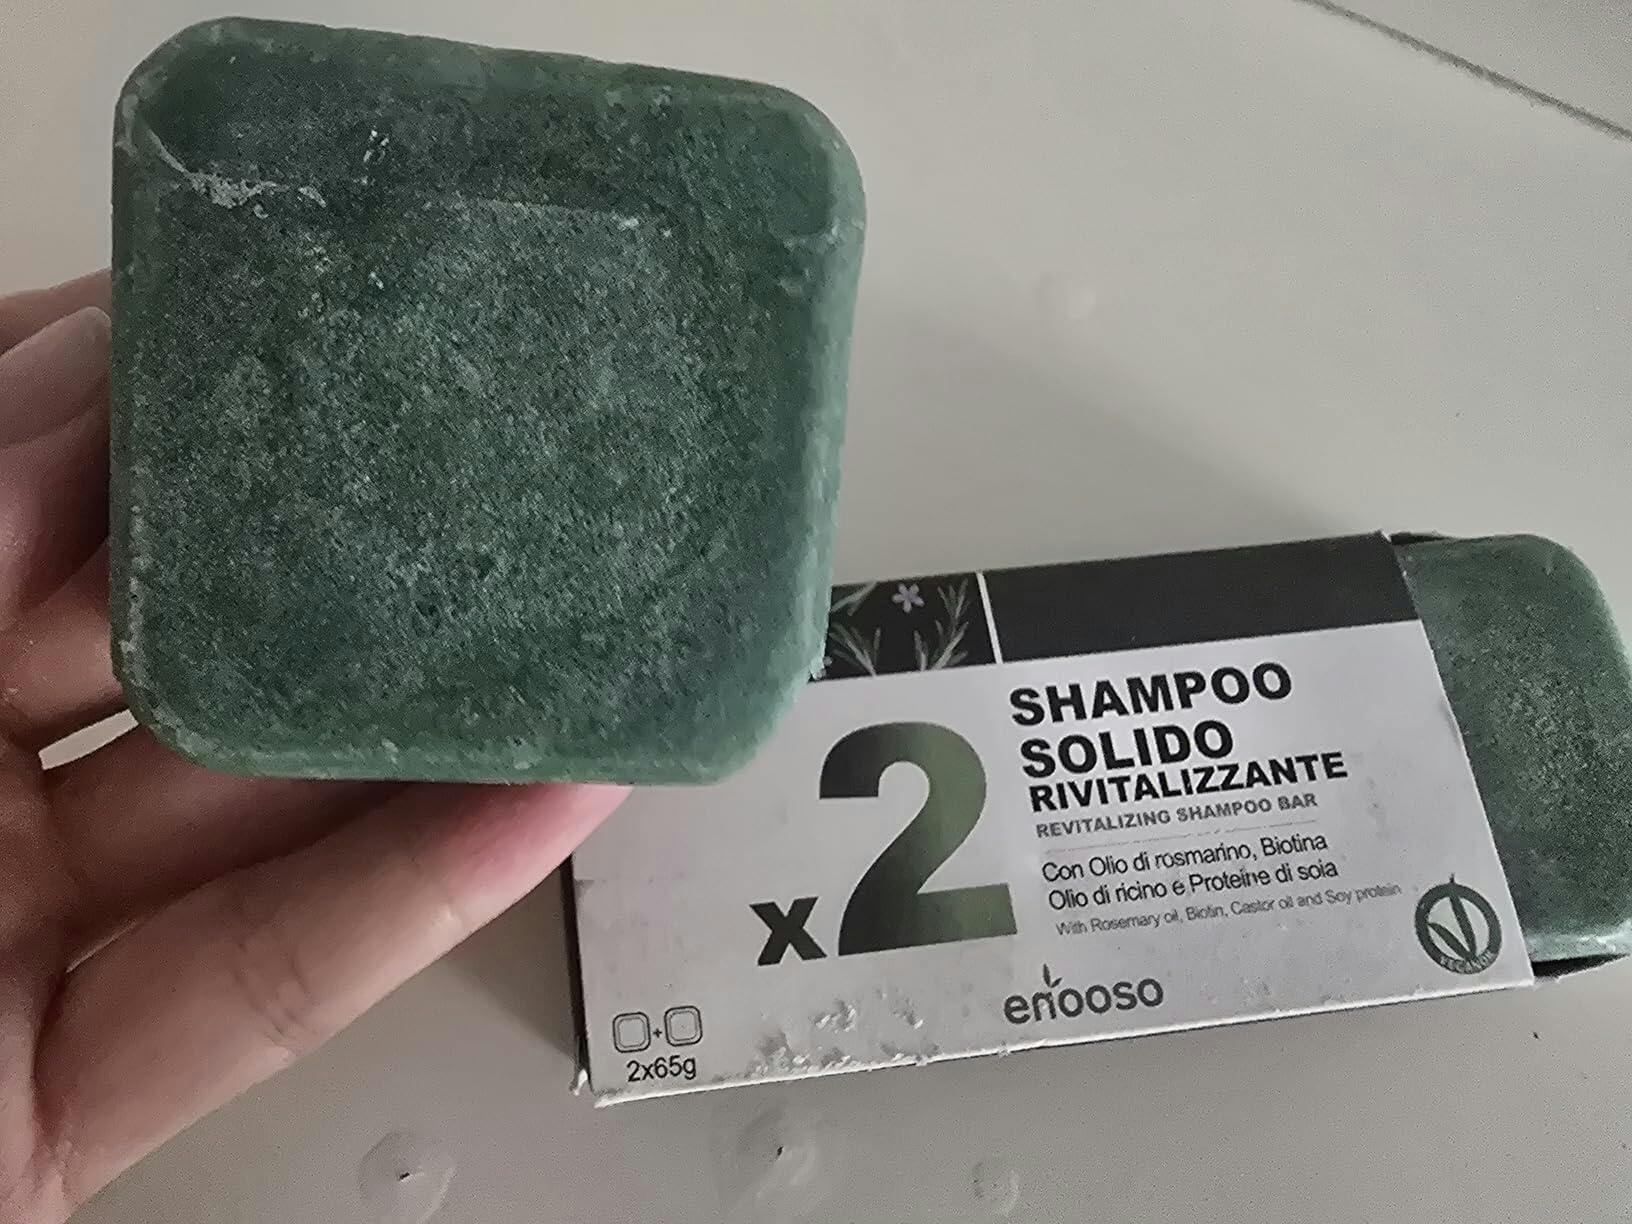 x2
SHAMPOO
SOLIDO
RIVITALIZZANTE
REVITALIZING SHAMPOO BAR
Con Olio di rosmarino, Biotina
Olio di ricino e Proteine di soia
With Rosemary oil, Biotin, Castor oil and Soy protein
enooso
2x65g